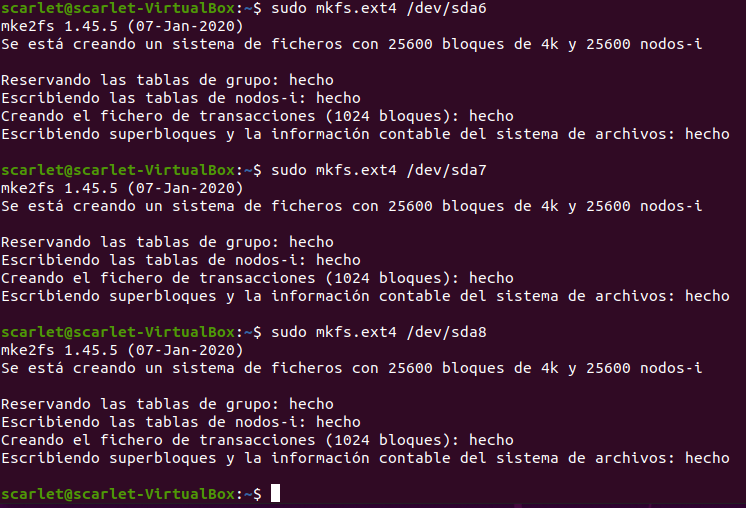 scarlet@scarlet-VirtualBox:~$ sudo mkfs.ext4 /dev/sda6
mke2fs 1.45.5 (07-Jan-2020)
Se está creando un sistema de ficheros con 25600 bloques de 4k y 25600 nodos-i
Reservando las tablas de grupo: hecho
Escribiendo las tablas de nodos-i: hecho
Creando el fichero de transacciones (1024 bloques): hecho
Escribiendo superbloques y la información contable del sistema de archivos: hecho
scarlet@scarlet-VirtualBox:~$ sudo mkfs.ext4 /dev/sda7
mke2fs 1.45.5 (07-Jan-2020)
Se está creando un sistema de ficheros con 25600 bloques de 4k y 25600 nodos-i
Reservando las tablas de grupo: hecho
Escribiendo las tablas de nodos-i: hecho
Creando el fichero de transacciones (1024 bloques): hecho
Escribiendo superbloques y la información contable del sistema de archivos: hecho
scarlet@scarlet-VirtualBox:~$ sudo mkfs.ext4 /dev/sda8
mke2fs 1.45.5 (07-Jan-2020)
Se está creando un sistema de ficheros con 25600 bloques de 4k y 25600 nodos-i
Reservando las tablas de grupo: hecho
Escribiendo las tablas de nodos-i: hecho
Creando el fichero de transacciones (1024 bloques): hecho
Escribiendo superbloques y la información contable del sistema de archivos: hecho
scarlet@scarlet-VirtualBox:~$